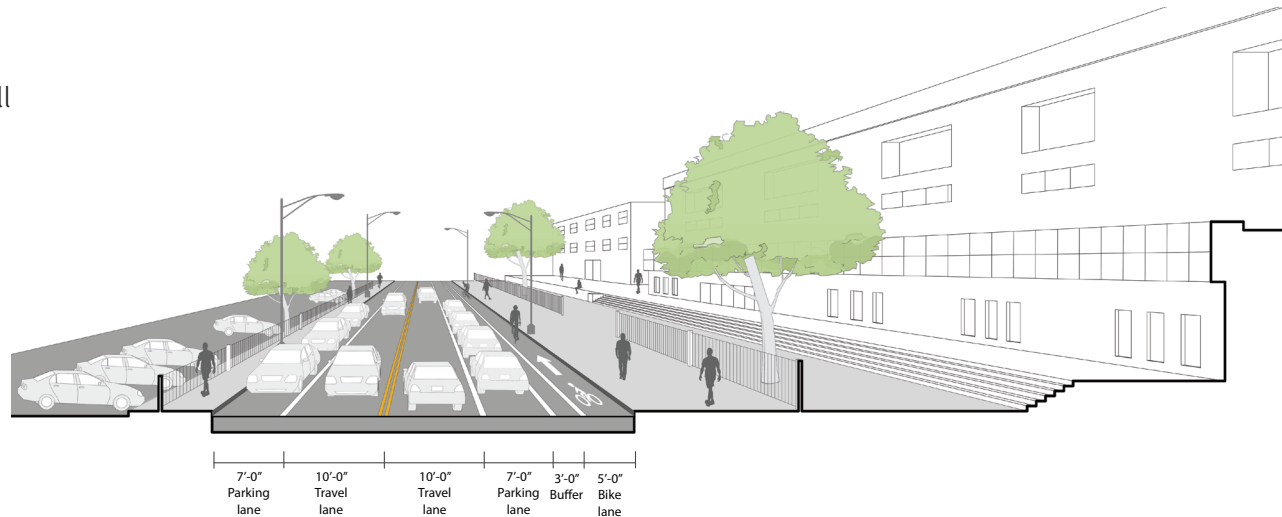 ll
7’-0”
Parking
lane
10’-0”
Travel
lane
10’-0”
Travel
lane
7’-0”
Parking
lane
3’-0”
Buffer
5’-0”
Bike
lane